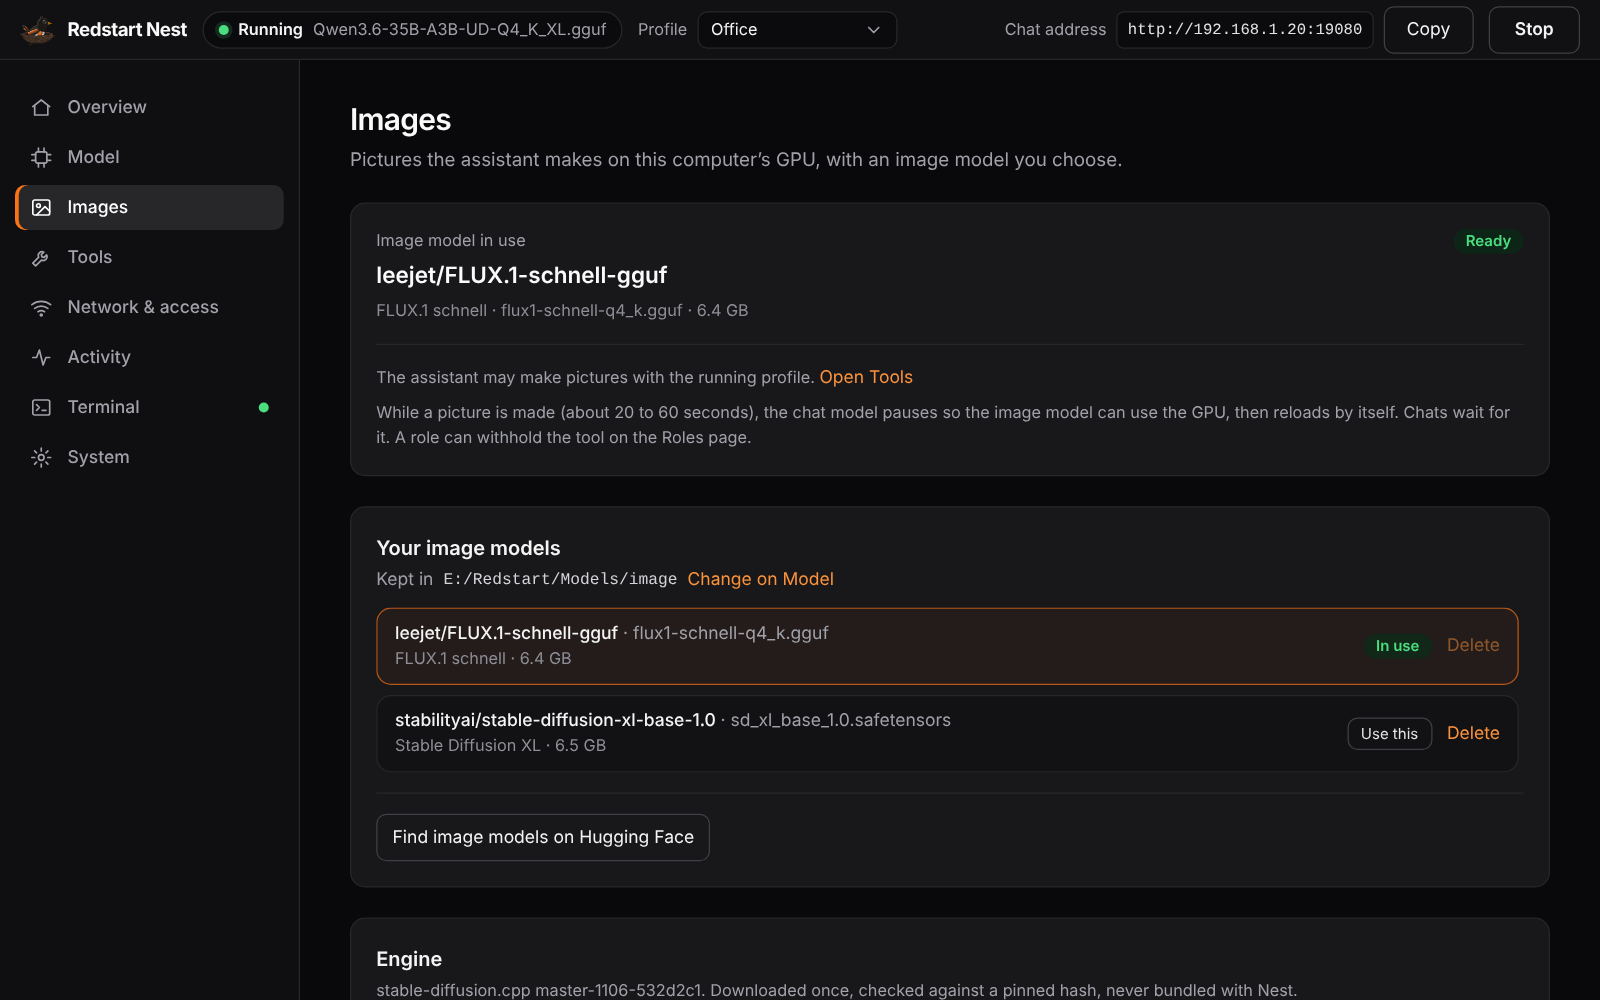 Redstart Nest
Running Qwen3.6-35B-A3B-UD-Q4_K_XL.gguf
Profile
Office
Chat address
http://192.168.1.20:19080
Copy
Stop
Overview
Model
Images
Tools
Network & access
Activity
Terminal
System
Images
Pictures the assistant makes on this computer’s GPU, with an image model you choose.
Image model in use
Ready
leejet/FLUX.1-schnell-gguf
FLUX.1 schnell · flux1-schnell-q4_k.gguf · 6.4 GB
The assistant may make pictures with the running profile. Open Tools
While a picture is made (about 20 to 60 seconds), the chat model pauses so the image model can use the GPU, then reloads by itself. Chats wait for
it. A role can withhold the tool on the Roles page.
Your image models
Kept in E:/Redstart/Models/image Change on Model
leejet/FLUX.1-schnell-gguf · flux1-schnell-q4_k.gguf
FLUX.1 schnell · 6.4 GB
In use
Delete
stabilityai/stable-diffusion-xl-base-1.0 · sd_xl_base_1.0.safetensors
Stable Diffusion XL · 6.5 GB
Use this
Delete
Find image models on Hugging Face
Engine
stable-diffusion.cpp master-1106-532d2c1. Downloaded once, checked against a pinned hash, never bundled with Nest.